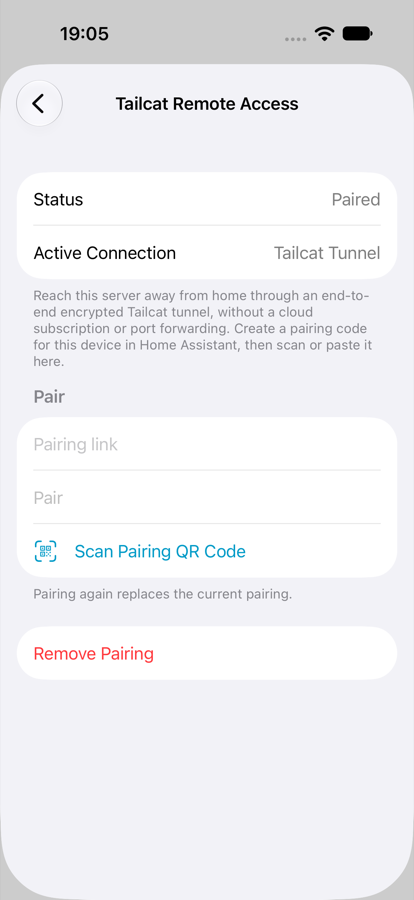 19:05
Tailcat Remote Access
Status
Paired
Active Connection
Tailcat Tunnel
Reach this server away from home through an end-to-
end encrypted Tailcat tunnel, without a cloud
subscription or port forwarding. Create a pairing code
for this device in Home Assistant, then scan or paste it
here.
Pair
Pairing link
Pair
Scan Pairing QR Code
Pairing again replaces the current pairing.
Remove Pairing